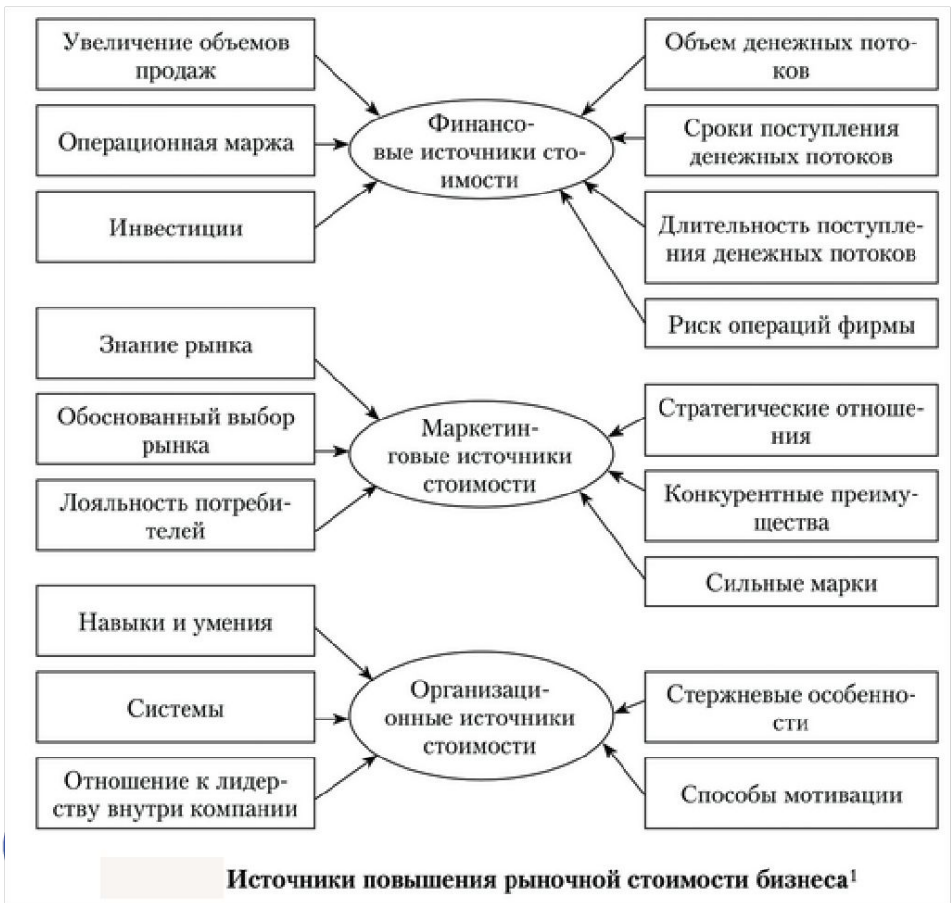 Увеличение объемов
продаж
Операционная маржа
Инвестиции
Финансо-
вые источники сто-
имости
Объем денежных пото-
ков
Сроки поступления
денежных потоков
Длительность поступле-
ния денежных потоков
Риск операций фирмы
Знание рынка
Обоснованный выбор
рынка
Лояльность потреби-
телей
Маркетин-
говые источники
стоимости
Стратегические отноше-
ния
Конкурентные преиму-
щества
Сильные марки
Навыки и умения
Системы
Отношение к лидер-
ству внутри компании
Организаци-
онные источники
стоимости
Стержневые особенно-
сти
Способы мотивации
Источники повышения рыночной стоимости бизнеса¹